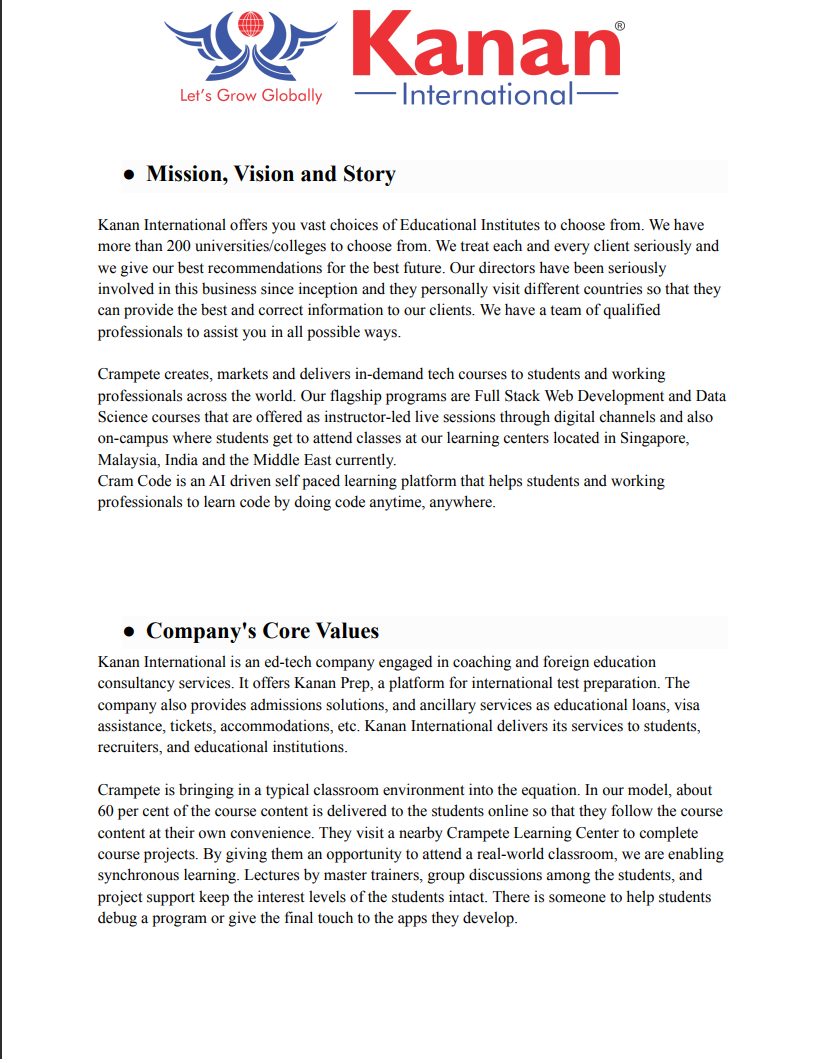 Kanan®
Let's Grow Globally
International
● Mission, Vision and Story
Kanan International offers you vast choices of Educational Institutes to choose from. We have
more than 200 universities/colleges to choose from. We treat each and every client seriously and
we give our best recommendations for the best future. Our directors have been seriously
involved in this business since inception and they personally visit different countries so that they
can provide the best and correct information to our clients. We have a team of qualified
professionals to assist you in all possible ways.
Crampete creates, markets and delivers in-demand tech courses to students and working
professionals across the world. Our flagship programs are Full Stack Web Development and Data
Science courses that are offered as instructor-led live sessions through digital channels and also
on-campus where students get to attend classes at our learning centers located in Singapore,
Malaysia, India and the Middle East currently.
Cram Code is an AI driven self paced learning platform that helps students and working
professionals to learn code by doing code anytime, anywhere.
● Company's Core Values
Kanan International is an ed-tech company engaged in coaching and foreign education
consultancy services. It offers Kanan Prep, a platform for international test preparation. The
company also provides admissions solutions, and ancillary services as educational loans, visa
assistance, tickets, accommodations, etc. Kanan International delivers its services to students,
recruiters, and educational institutions.
Crampete is bringing in a typical classroom environment into the equation. In our model, about
60 per cent of the course content is delivered to the students online so that they follow the course
content at their own convenience. They visit a nearby Crampete Learning Center to complete
course projects. By giving them an opportunity to attend a real-world classroom, we are enabling
synchronous learning. Lectures by master trainers, group discussions among the students, and
project support keep the interest levels of the students intact. There is someone to help students
debug a program or give the final touch to the apps they develop.